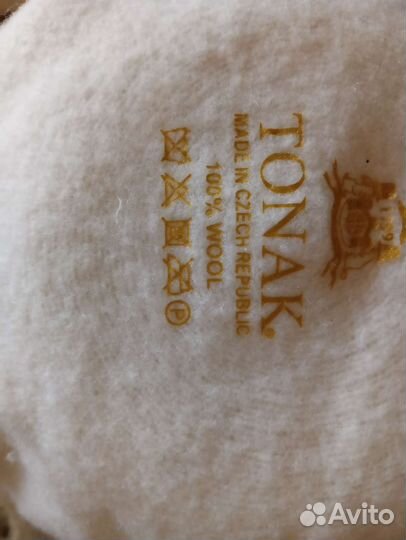 TONAK
MADE IN CZECH REPUBLIC
100% WOOL
P
Avito